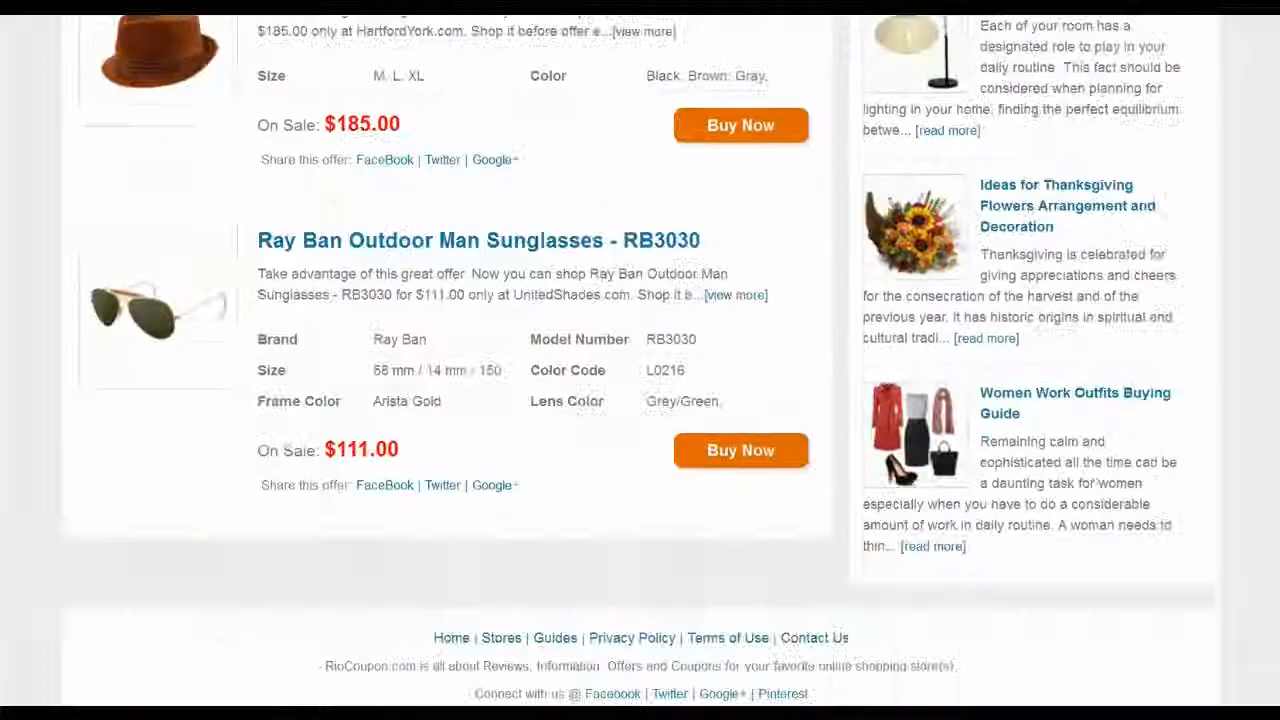 $185.00 only at HartfordYork.com. Shop it before offer e...[view more]
Size M, L, XL Color Black, Brown, Gray,
On Sale: $185.00 Buy Now
Share this offer: FaceBook | Twitter | Google+
Ray Ban Outdoor Man Sunglasses - RB3030
Take advantage of this great offer. Now you can shop Ray Ban Outdoor Man
Sunglasses - RB3030 for $111.00 only at UnitedShades.com. Shop it b...[view more]
Brand Ray Ban Model Number RB3030
Size 58 mm / 14 mm - 150 Color Code L0216
Frame Color Arista Gold Lens Color Grey/Green,
On Sale: $111.00 Buy Now
Share this offer: FaceBook | Twitter | Google+
Each of your room has a
designated role to play in your
daily routine. This fact should be
considered when planning for
lighting in your home, finding the perfect equilibrium
betwe... [read more]
Ideas for Thanksgiving
Flowers Arrangement and
Decoration
Thanksgiving is celebrated for
giving appreciations and cheers
for the consecration of the harvest and of the
previous year. It has historic origins in spiritual and
cultural tradi... [read more]
Women Work Outfits Buying
Guide
Remaining calm and
sophisticated all the time can be
a daunting task for women
especially when you have to do a considerable
amount of work in daily routine. A woman needs to
thin... [read more]
Home | Stores | Guides | Privacy Policy | Terms of Use | Contact Us
RioCoupon.com is all about Reviews, Information, Offers and Coupons for your favorite online shopping store(s).
Connect with us @ Facebook | Twitter | Google+ | Pinterest